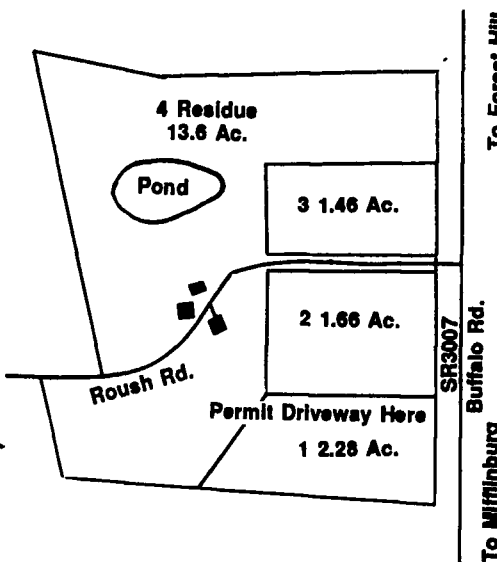 4 Residue
13.6 Ac.
Pond
3 1.46 Ac.
2 1.66 Ac.
Roush Rd.
Permit Driveway Here
1 2.28 Ac.
SR3007
Buffalo Rd.
To Mifflinburg
To Forest Hill